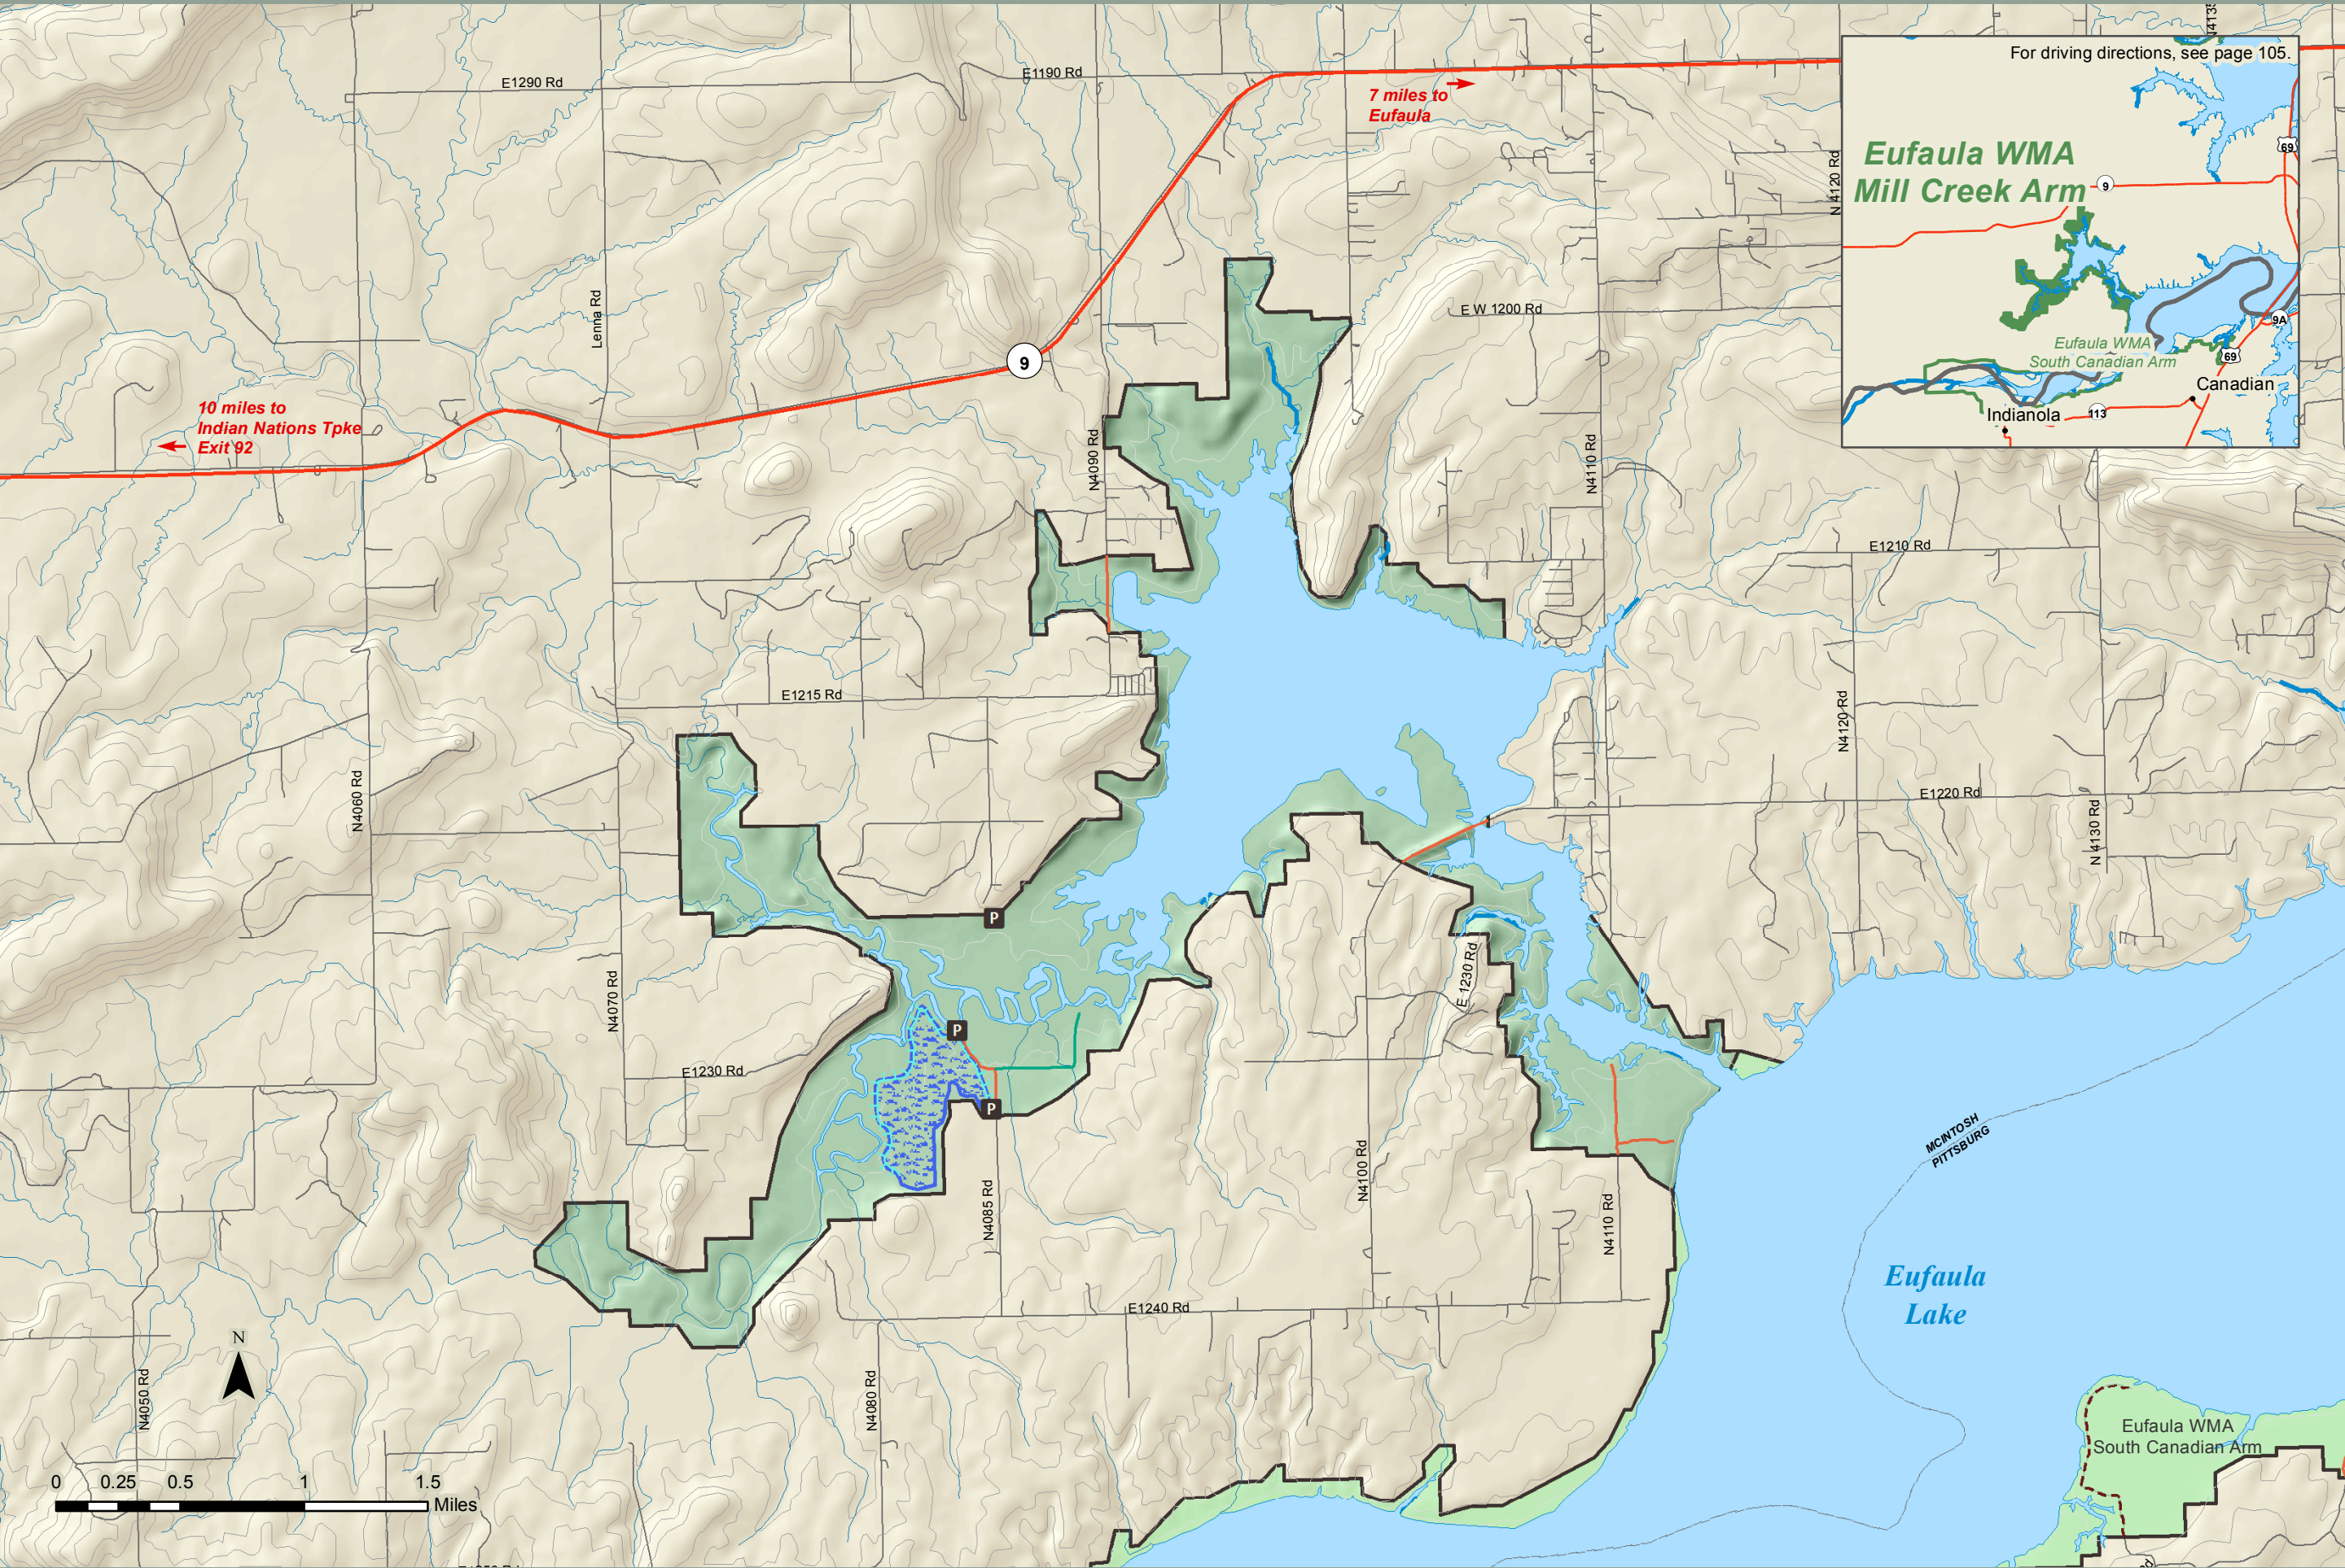 For driving directions, see page 105.
Eufaula WMA
Mill Creek Arm
9
69
9A
69
113
Eufaula WMA
South Canadian Arm
Canadian
Indianola
E1290 Rd
E1190 Rd
7 miles to
Eufaula
N 4120 Rd
Lenna Rd
E W 1200 Rd
9
10 miles to
Indian Nations Tpke
Exit 92
N4090 Rd
N4110 Rd
E1210 Rd
E1215 Rd
N4060 Rd
N4120 Rd
E1220 Rd
N 4130 Rd
P
N4070 Rd
E 1230 Rd
P
E1230 Rd
P
MCINTOSH
PITTSBURG
N4085 Rd
N4100 Rd
N4110 Rd
Eufaula
Lake
E1240 Rd
N
N4050 Rd
N4080 Rd
Eufaula WMA
South Canadian Arm
0 0.25 0.5 1 1.5
Miles